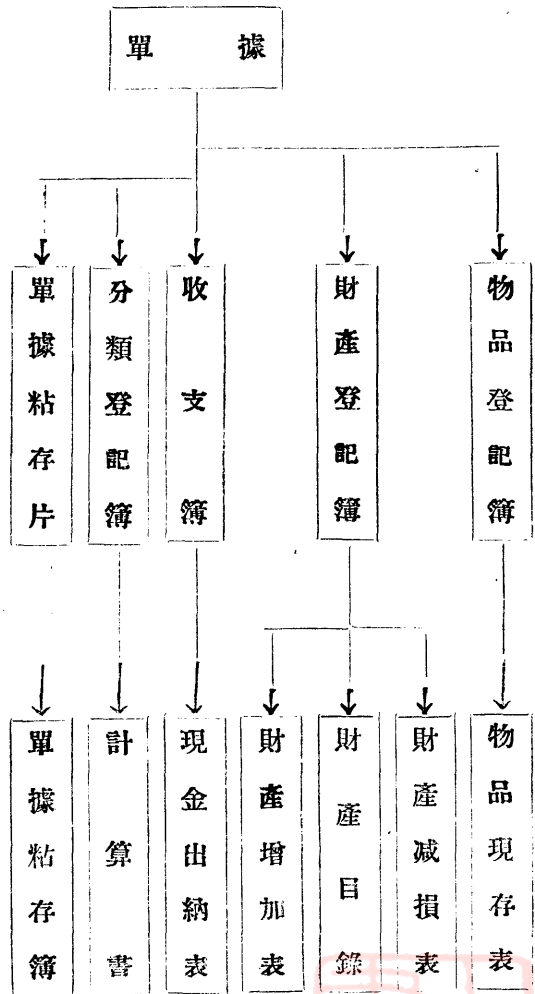 單據
物品登記簿
財產登記簿
收支簿
分類登記簿
單據粘存片
物品現存表
財產減損表
財產目錄
財產增加表
現金出納表
計算書
單據粘存簿